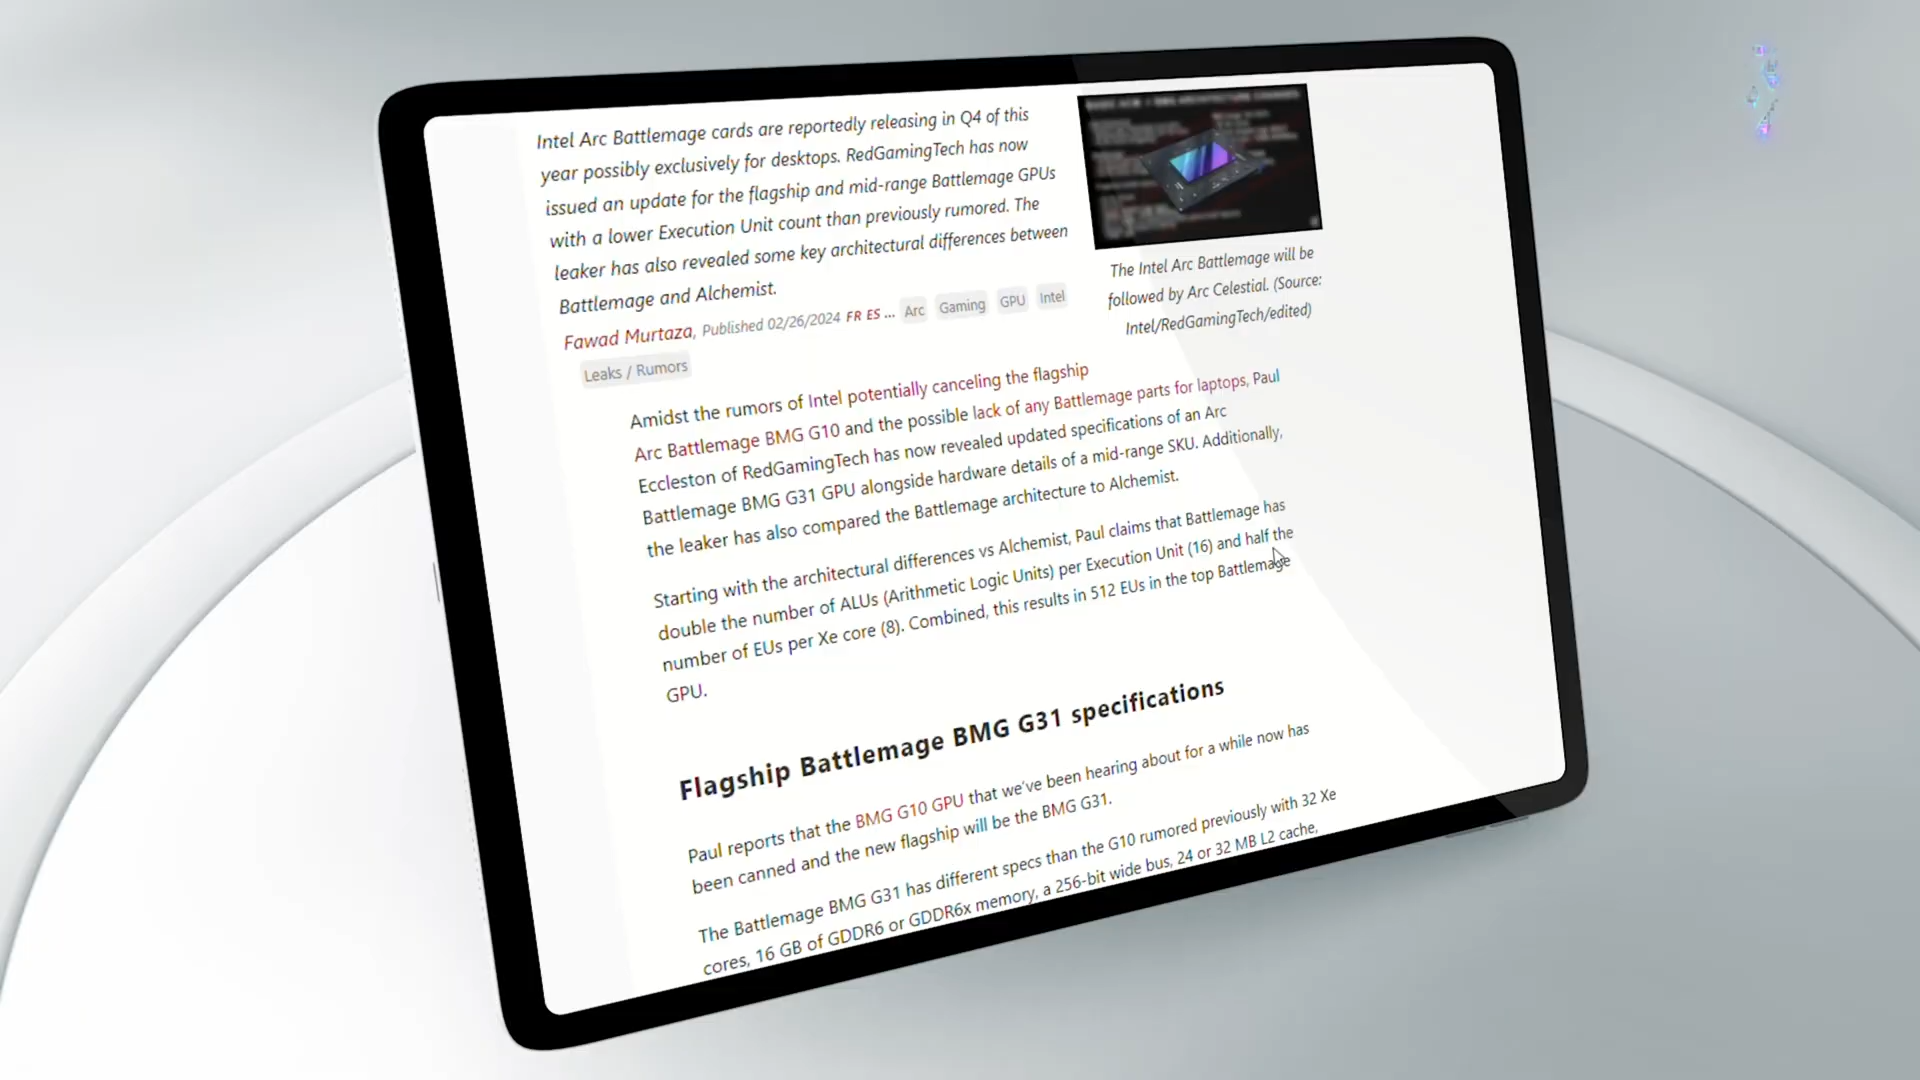 Intel Arc Battlemage cards are reportedly releasing in Q4 of this
year possibly exclusively for desktops. RedGamingTech has now
issued an update for the flagship and mid-range Battlemage GPUs
with a lower Execution Unit count than previously rumored. The
leaker has also revealed some key architectural differences between
Battlemage and Alchemist.
Fawad Murtaza, Published 02/26/2024 FR ES ... Arc Gaming GPU Intel
Leaks / Rumors
The Intel Arc Battlemage will be
followed by Arc Celestial. (Source:
Intel/RedGamingTech/edited)
Amidst the rumors of Intel potentially canceling the flagship
Arc Battlemage BMG G10 and the possible lack of any Battlemage parts for laptops, Paul
Eccleston of RedGamingTech has now revealed updated specifications of an Arc
Battlemage BMG G31 GPU alongside hardware details of a mid-range SKU. Additionally,
the leaker has also compared the Battlemage architecture to Alchemist.
Starting with the architectural differences vs Alchemist, Paul claims that Battlemage has
double the number of ALUs (Arithmetic Logic Units) per Execution Unit (16) and half the
number of EUs per Xe core (8). Combined, this results in 512 EUs in the top Battlemage
GPU.
Flagship Battlemage BMG G31 specifications
Paul reports that the BMG G10 GPU that we've been hearing about for a while now has
been canned and the new flagship will be the BMG G31.
The Battlemage BMG G31 has different specs than the G10 rumored previously with 32 Xe
cores, 16 GB of GDDR6 or GDDR6x memory, a 256-bit wide bus, 24 or 32 MB L2 cache,